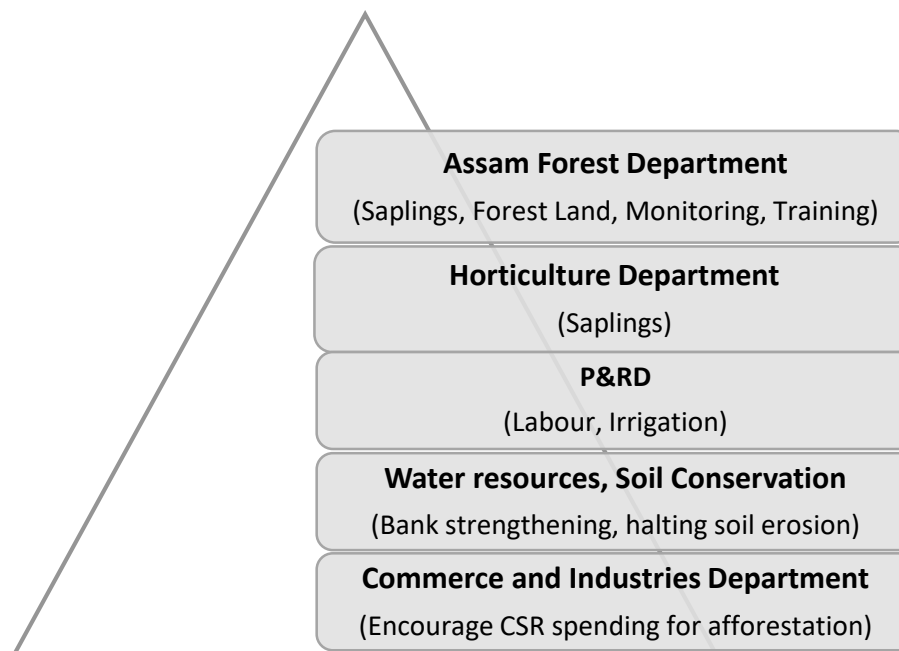 Assam Forest Department
(Saplings, Forest Land, Monitoring, Training)
Horticulture Department
(Saplings)
P&RD
(Labour, Irrigation)
Water resources, Soil Conservation
(Bank strengthening, halting soil erosion)
Commerce and Industries Department
(Encourage CSR spending for afforestation)